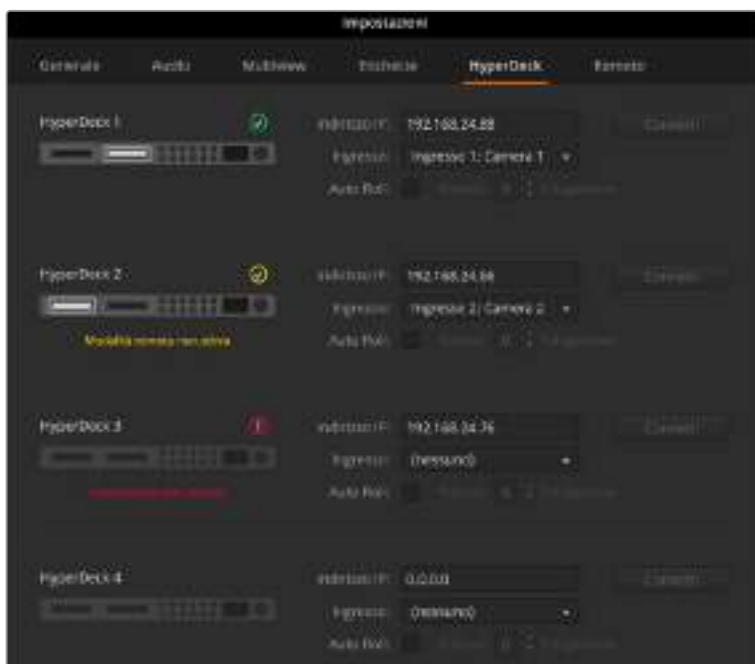 Impostazioni
Generale Audio Multiview Etichette HyperDeck Remoto
HyperDeck 1
Indirizzo IP: 192.168.24.88
Ingresso: Ingresso 1: Camera 1
Auto Roll:
HyperDeck 2
Indirizzo IP: 192.168.24.66
Ingresso: Ingresso 2: Camera 2
Modalità remota non attiva
Auto Roll:
HyperDeck 3
Indirizzo IP: 192.168.24.76
Ingresso: (nessuno)
Auto Roll:
HyperDeck 4
Indirizzo IP: 0.0.0.0
Ingresso: (nessuno)
Auto Roll: